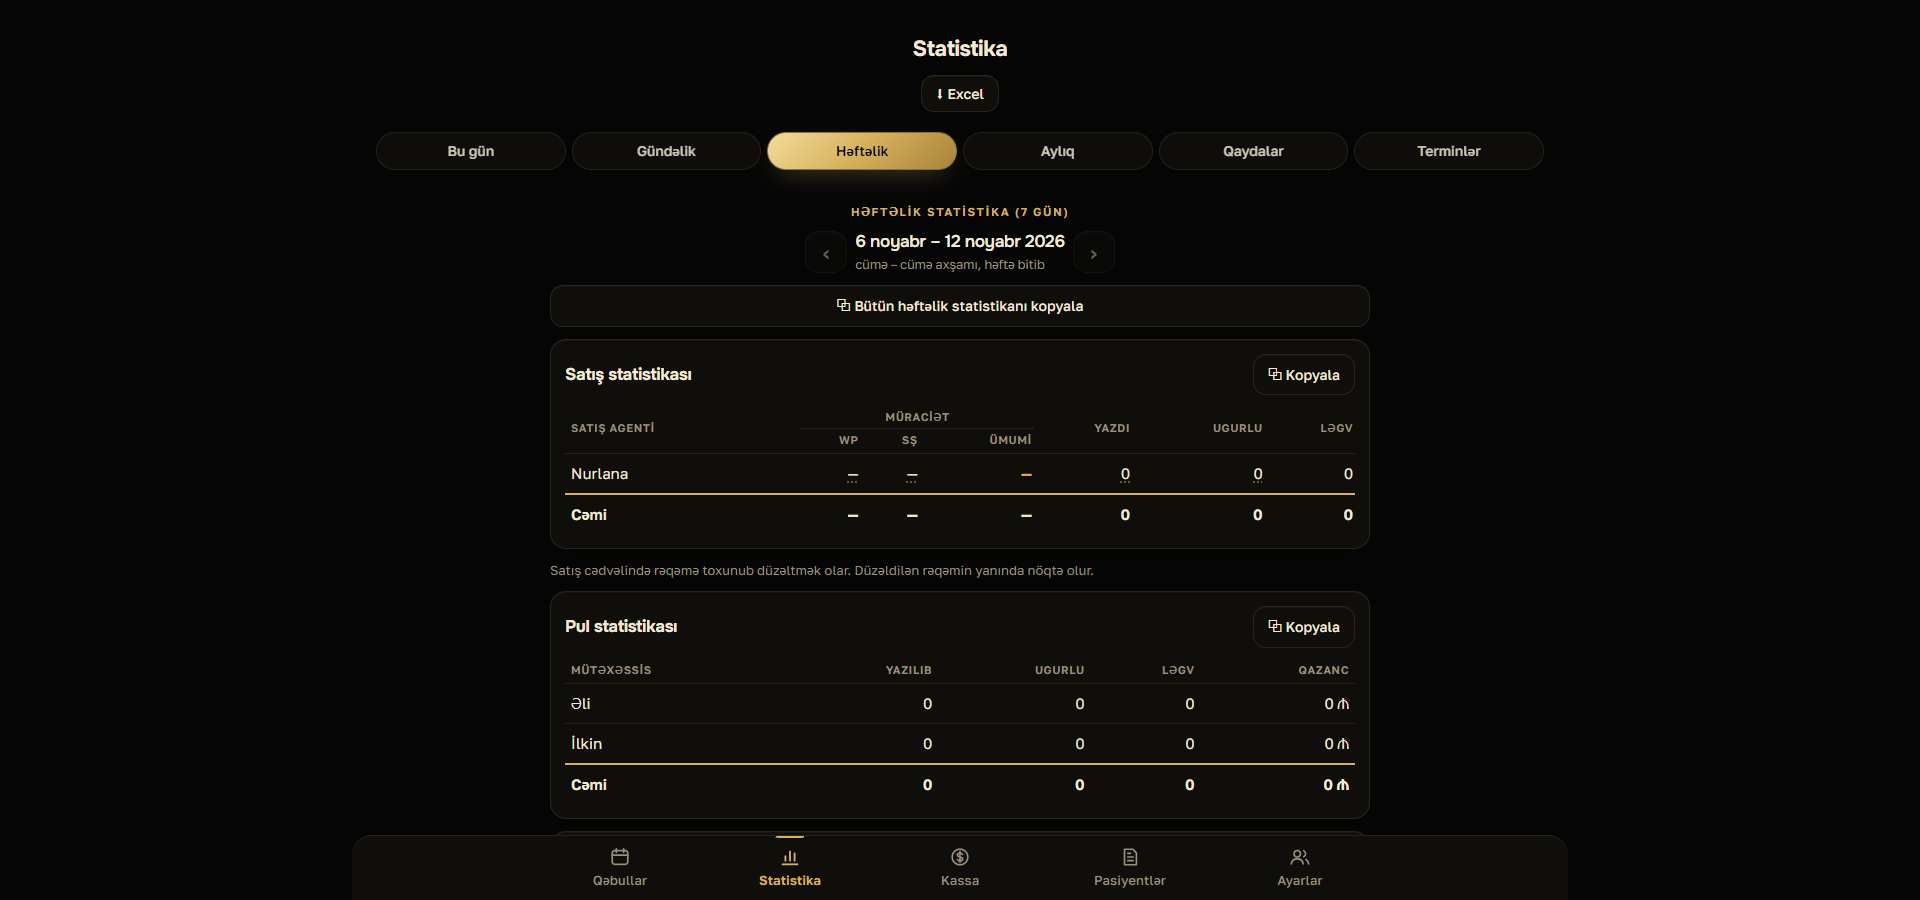 Statistika
⭳ Excel
Bu gün
Gündəlik
Həftəlik
Aylıq
Qaydalar
Terminlər
HƏFTƏLİK STATİSTİKA (7 GÜN)
‹ 6 noyabr – 12 noyabr 2026 ›
cümə – cümə axşamı, həftə bitib
Bütün həftəlik statistikanı kopyala
Satış statistikası
Kopyala
MÜRACİƏT
SATIŞ AGENTİ YAZDI UGURLU LƏGV
WP SŞ ÜMUMİ
Nurlana — — — 0 0 0
Cəmi — — — 0 0 0
Satış cədvəlində rəqəmə toxunub düzəltmək olar. Düzəldilən rəqəmin yanında nöqtə olur.
Pul statistikası
Kopyala
MÜTƏXƏSSİS YAZILIB UGURLU LƏGV QAZANC
Əli 0 0 0 0 ₼
İlkin 0 0 0 0 ₼
Cəmi 0 0 0 0 ₼
Qəbullar
Statistika
Kassa
Pasiyentlər
Ayarlar